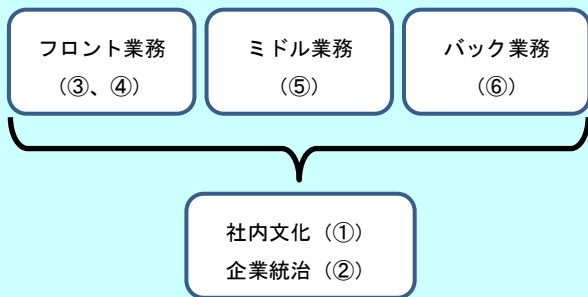 フロント業務
（③、④）
ミドル業務
（⑤）
バック業務
（⑥）
社内文化（①）
企業統治（②）